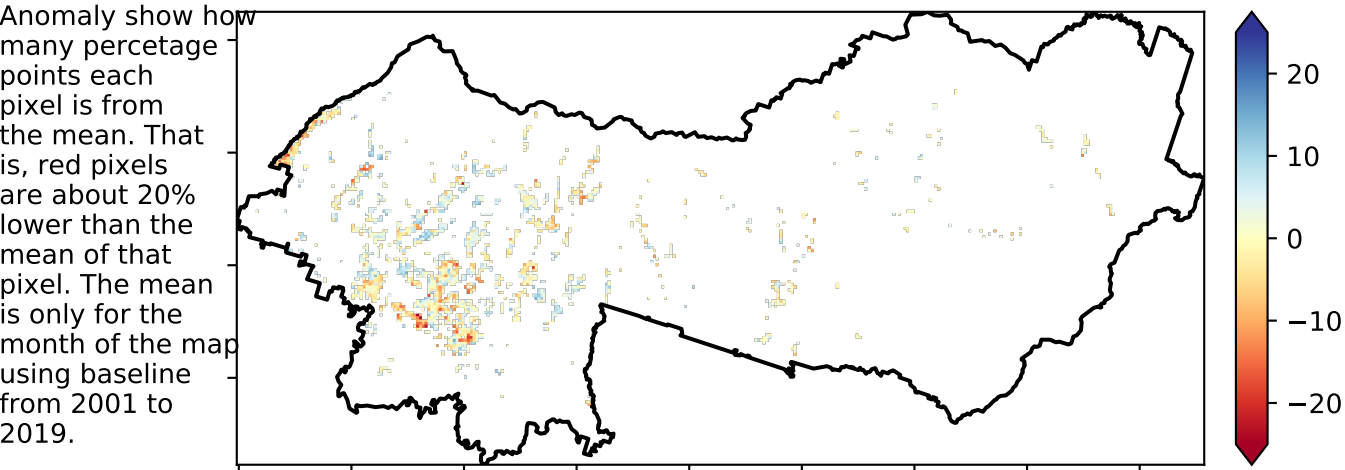 Anomaly show how
many percetage
points each
pixel is from
the mean. That
is, red pixels
are about 20%
lower than the
mean of that
pixel. The mean
is only for the
month of the map
using baseline
from 2001 to
2019.
20
10
0
−10
−20